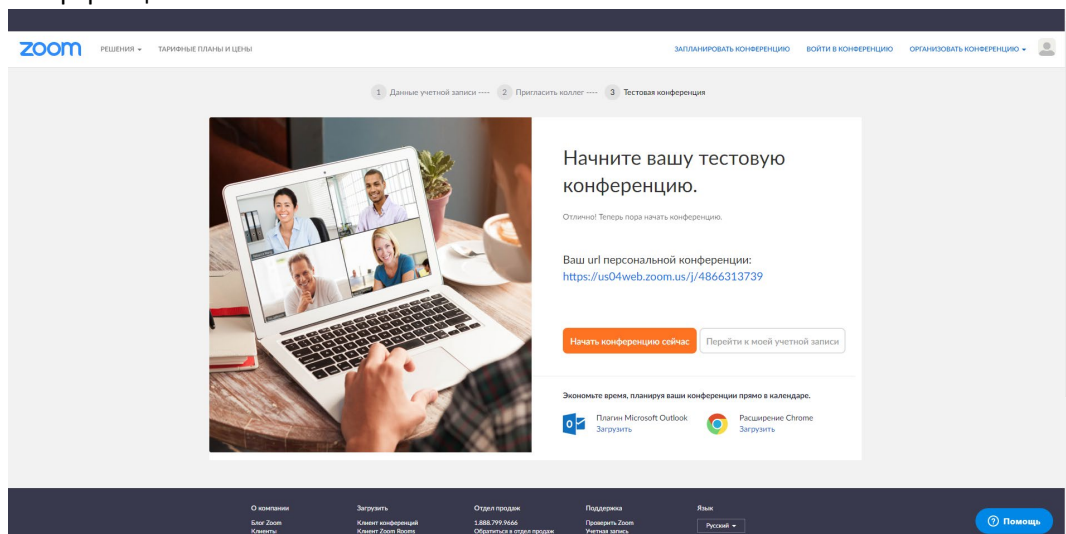 zoom РЕШЕНИЯ ТАРИФНЫЕ ПЛАНЫ И ЦЕНЫ ЗАПЛАНИРОВАТЬ КОНФЕРЕНЦИЮ ВОЙТИ В КОНФЕРЕНЦИЮ ОРГАНИЗОВАТЬ КОНФЕРЕНЦИЮ
1 Данные учетной записи ---- 2 Пригласить коллег ---- 3 Тестовая конференция
Начните вашу тестовую
конференцию.
Отлично! Теперь пора начать конференцию.
Ваш url персональной конференции:
https://us04web.zoom.us/j/4866313739
Начать конференцию сейчас Перейти к моей учетной записи
Экономьте время, планируя ваши конференции прямо в календаре.
Плагин Microsoft Outlook Расширение Chrome
Загрузить Загрузить
О компании Загрузить Отдел продаж Поддержка Язык
Блог Zoom Клиент конференций 1.888.799.9666 Проверить Zoom Русский
Клиенты Клиент Zoom Rooms Обратиться в отдел продаж Учетная запись
Помощь